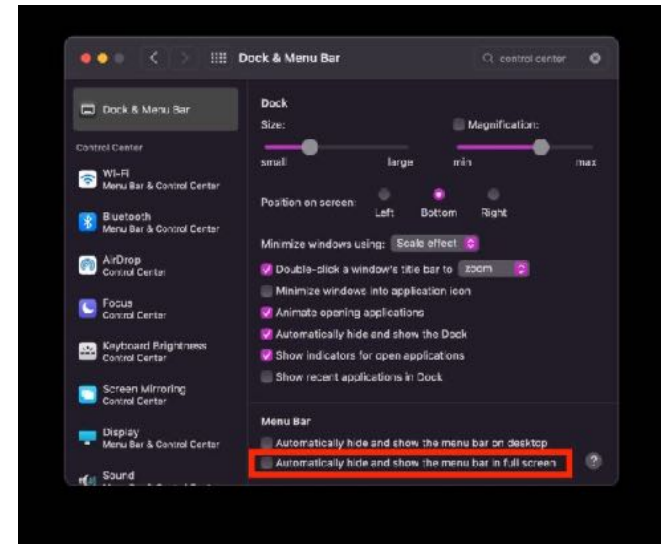 Dock & Menu Bar
control center
Dock & Menu Bar
Control Center
Wi-Fi
Menu Bar & Control Center
Bluetooth
Menu Bar & Control Center
AirDrop
Control Center
Focus
Control Center
Keyboard Brightness
Control Center
Screen Mirroring
Control Center
Display
Menu Bar & Control Center
Sound
Dock
Size:
Magnification:
small large min max
Position on screen:
Left Bottom Right
Minimize windows using: Scale effect
Double-click a window's title bar to zoom
Minimize windows into application icon
Animate opening applications
Automatically hide and show the Dock
Show indicators for open applications
Show recent applications in Dock
Menu Bar
Automatically hide and show the menu bar on desktop
Automatically hide and show the menu bar in full screen
?